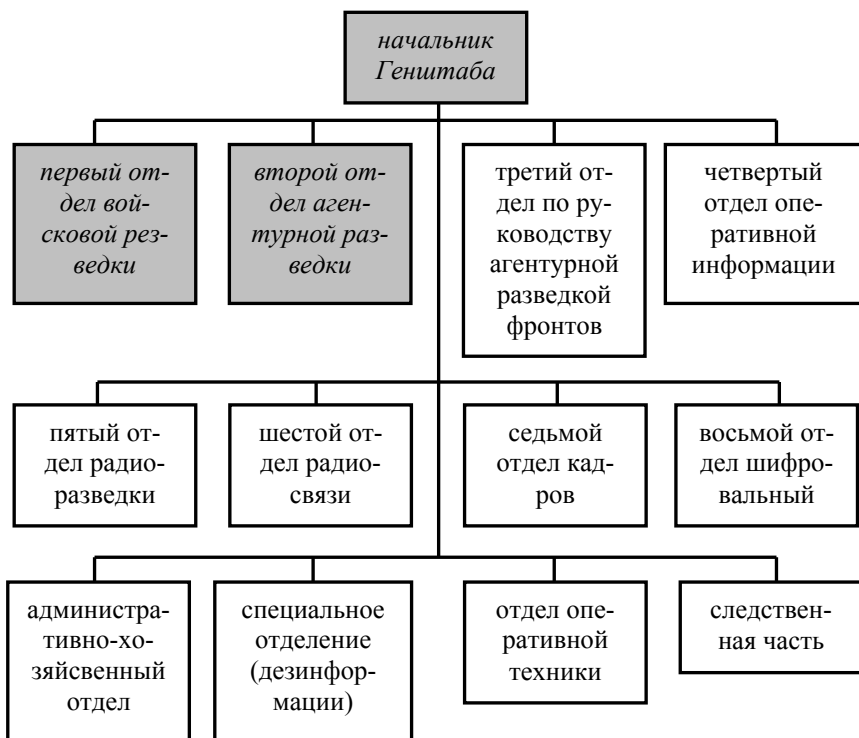 начальник
Генштаба
первый от-
дел вой-
сковой рез-
ведки
второй от-
дел аген-
турной раз-
ведки
третий от-
дел по ру-
ководству
агентурной
разведкой
фронтов
четвертый
отдел опе-
ративной
информации
пятый от-
дел радио-
разведки
шестой от-
дел радио-
связи
седьмой
отдел кад-
ров
восьмой от-
дел шифро-
вальный
администра-
тивно-хо-
зяйсвенный
отдел
специальное
отделение
(дезинфор-
мации)
отдел опе-
ративной
техники
следствен-
ная часть